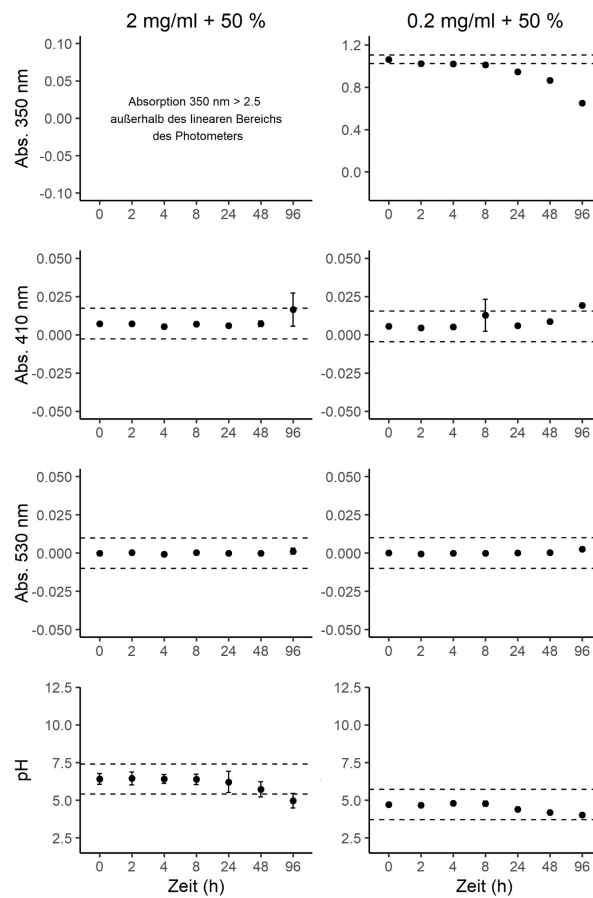 2 mg/ml + 50 %
0.2 mg/ml + 50 %
Abs. 350 nm
0.10
0.05
0.00
-0.05
-0.10
Absorption 350 nm > 2.5
außerhalb des linearen Bereichs
des Photometers
0 2 4 8 24 48 96
1.2
0.8
0.4
0.0
0 2 4 8 24 48 96
Abs. 410 nm
0.050
0.025
0.000
-0.025
-0.050
0 2 4 8 24 48 96
0.050
0.025
0.000
-0.025
-0.050
0 2 4 8 24 48 96
Abs. 530 nm
0.050
0.025
0.000
-0.025
-0.050
0 2 4 8 24 48 96
0.050
0.025
0.000
-0.025
-0.050
0 2 4 8 24 48 96
pH
12.5
10.0
7.5
5.0
2.5
0 2 4 8 24 48 96
Zeit (h)
12.5
10.0
7.5
5.0
2.5
0 2 4 8 24 48 96
Zeit (h)